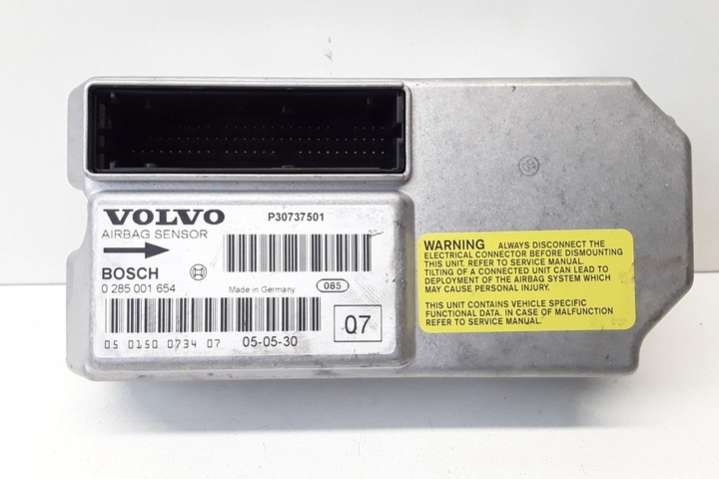 VOLVO
P30737501
AIRBAG SENSOR
BOSCH
0 285 001 654
Made in Germany
085
05 0150 0734 07
05-05-30
07
WARNING ALWAYS DISCONNECT THE
ELECTRICAL CONNECTOR BEFORE DISMOUNTING
THIS UNIT. REFER TO SERVICE MANUAL.
TILTING OF A CONNECTED UNIT CAN LEAD TO
DEPLOYMENT OF THE AIRBAG SYSTEM WHICH
MAY CAUSE PERSONAL INJURY.
THIS UNIT CONTAINS VEHICLE SPECIFIC
FUNCTIONAL DATA. IN CASE OF MALFUNCTION
REFER TO SERVICE MANUAL.